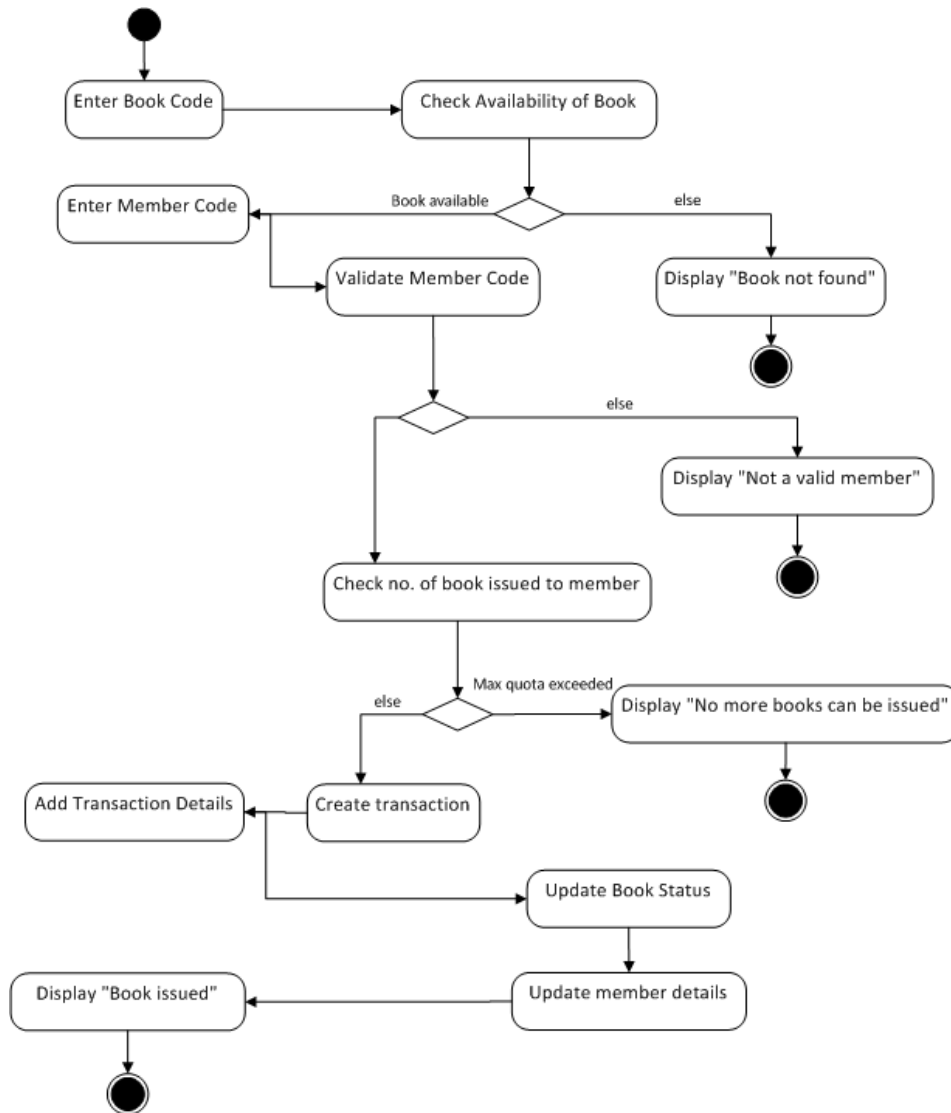 Enter Book Code
Check Availability of Book
Enter Member Code
Book available
else
Validate Member Code
Display "Book not found"
else
Display "Not a valid member"
Check no. of book issued to member
Max quota exceeded
else
Display "No more books can be issued"
Add Transaction Details
Create transaction
Update Book Status
Display "Book issued"
Update member details